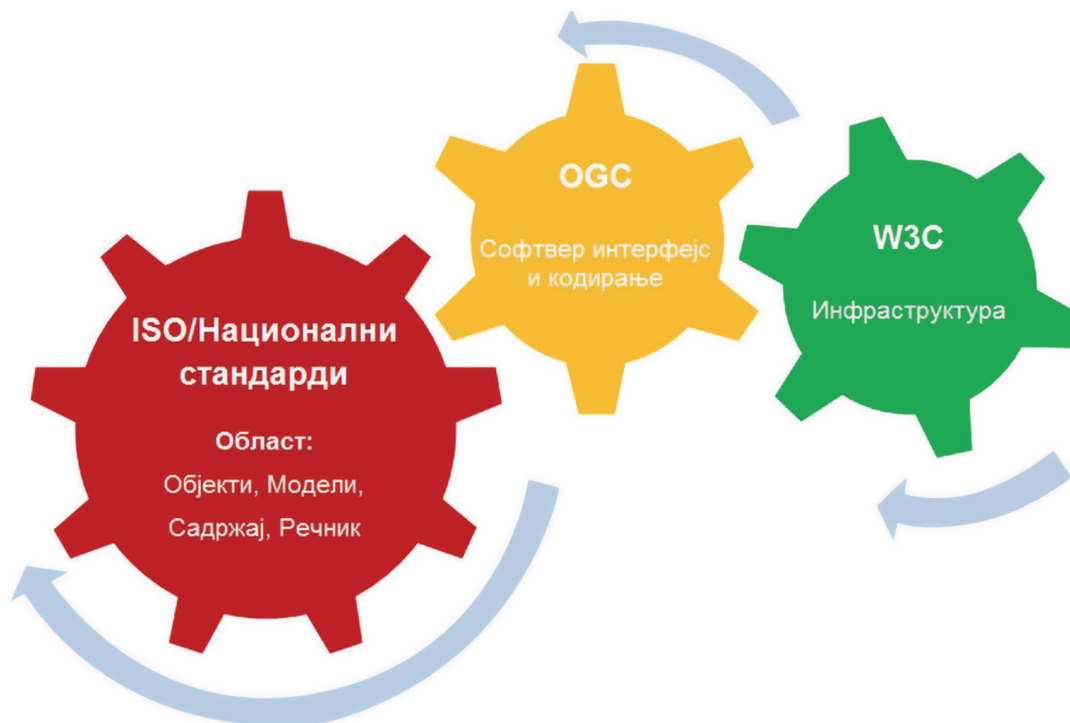 ISO/Национални
стандарди
Област:
Објекти, Модели,
Садржај, Речник
OGC
Софтвер интерфејс
и кодирање
W3C
Инфраструктура